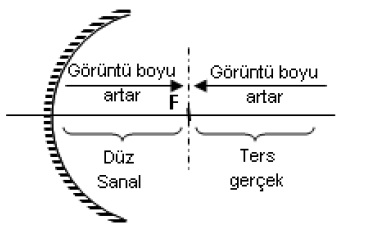 Görüntü boyu
artar
Görüntü boyu
artar
F
Düz
Sanal
Ters
gerçek